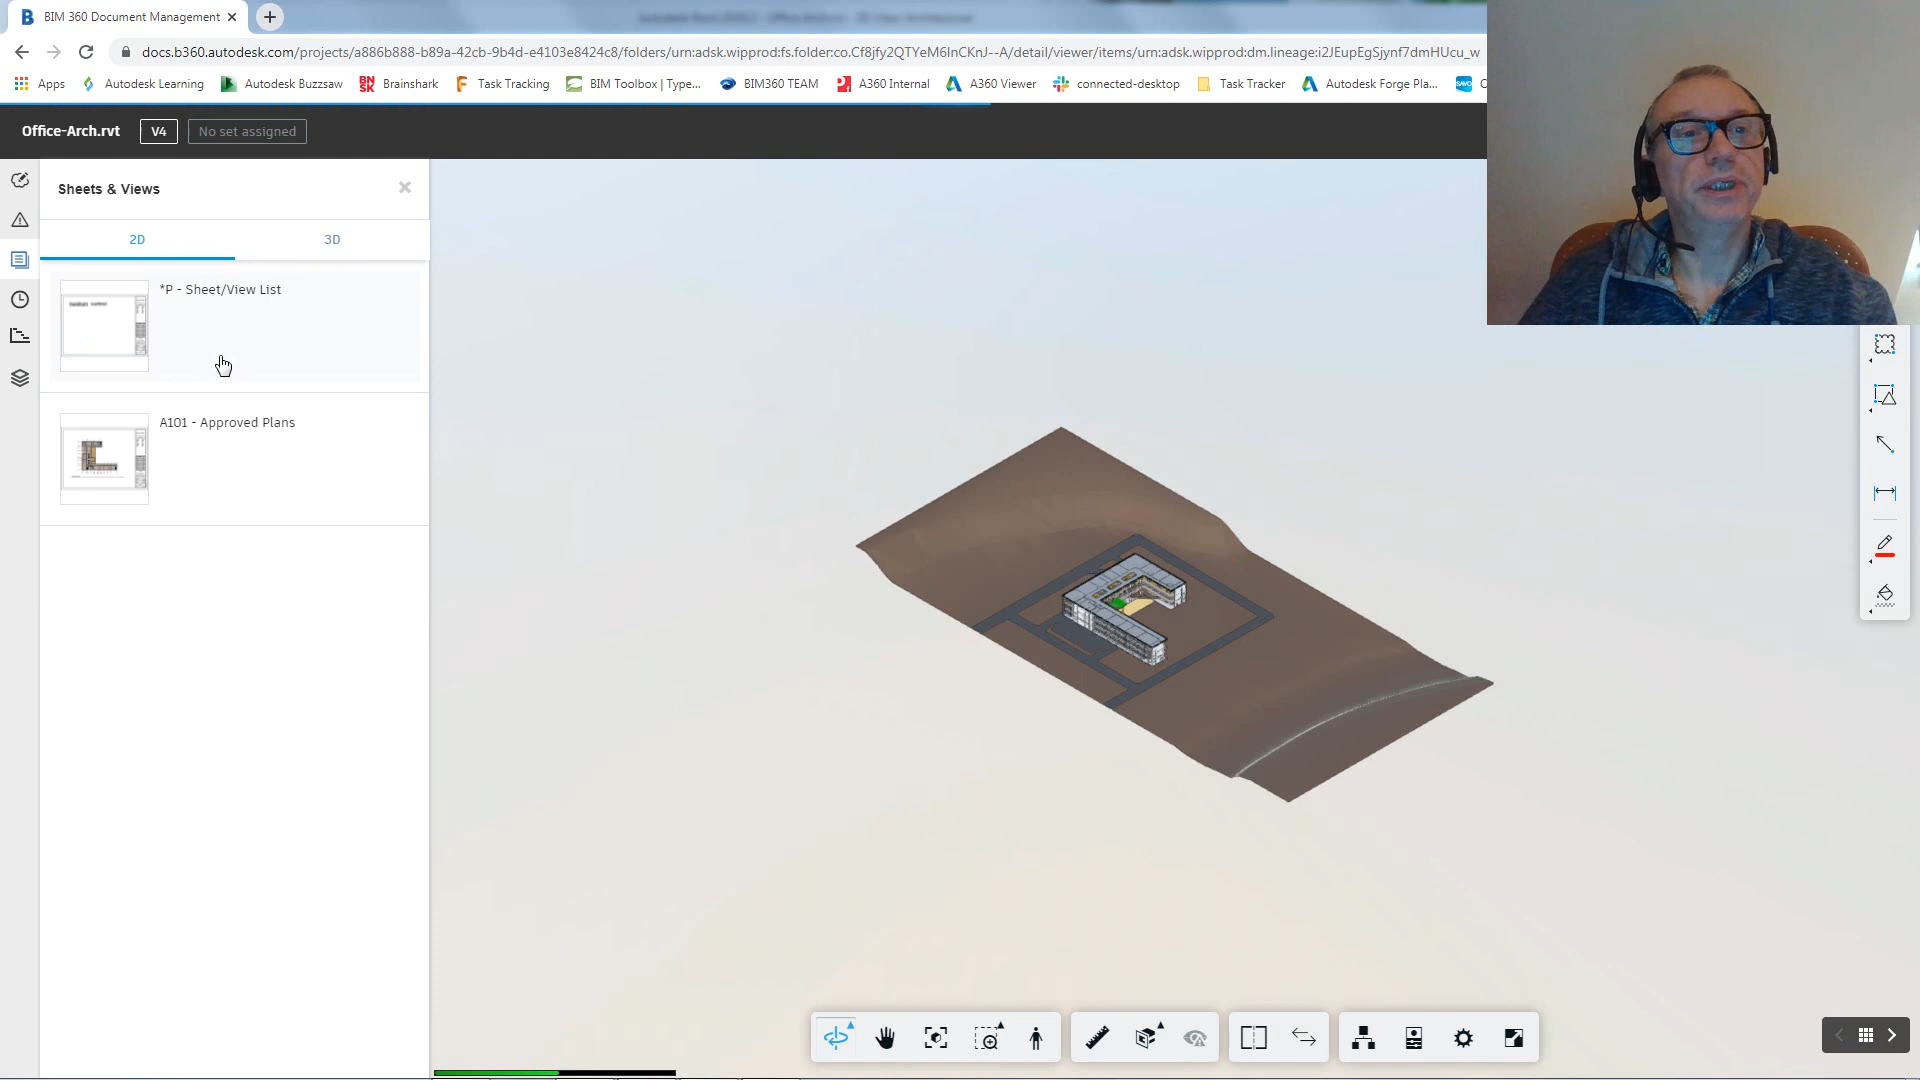 BIM 360 Document Management
docs.b360.autodesk.com/projects/a886b888-b89a-42cb-9b4d-e4103e8424c8/folders/urn:adsk.wipprod:fs.folder:co.Cf8jfy2QTYeM6InCKnJ--A/detail/viewer/items/urn:adsk.wipprod:dm.lineage:i2JEupEgSjynf7dmHUcu_w
Apps Autodesk Learning Autodesk Buzzsaw BN Brainshark Task Tracking BIM Toolbox | Type... BIM360 TEAM A360 Internal A360 Viewer connected-desktop Task Tracker Autodesk Forge Pla...
Office-Arch.rvt V4 No set assigned
Sheets & Views
2D 3D
*P - Sheet/View List
A101 - Approved Plans